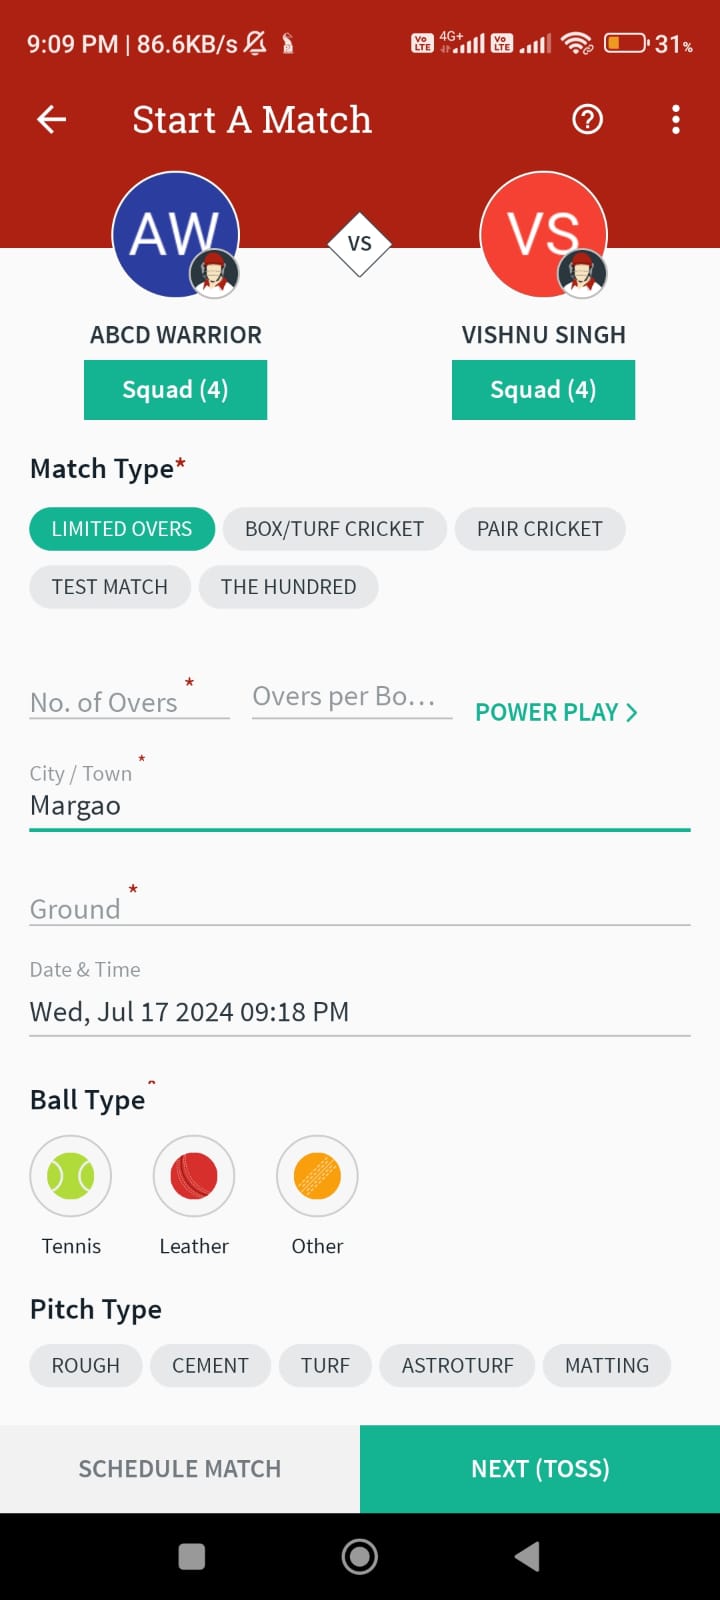 9:09 PM | 86.6KB/s Vo LTE 4G+ Vo LTE 31%
Start A Match
AW VS VS
ABCD WARRIOR VISHNU SINGH
Squad (4) Squad (4)
Match Type*
LIMITED OVERS BOX/TURF CRICKET PAIR CRICKET
TEST MATCH THE HUNDRED
No. of Overs * Overs per Bo... POWER PLAY >
City / Town *
Margao
Ground *
Date & Time
Wed, Jul 17 2024 09:18 PM
Ball Type*
Tennis Leather Other
Pitch Type
ROUGH CEMENT TURF ASTROTURF MATTING
SCHEDULE MATCH NEXT (TOSS)